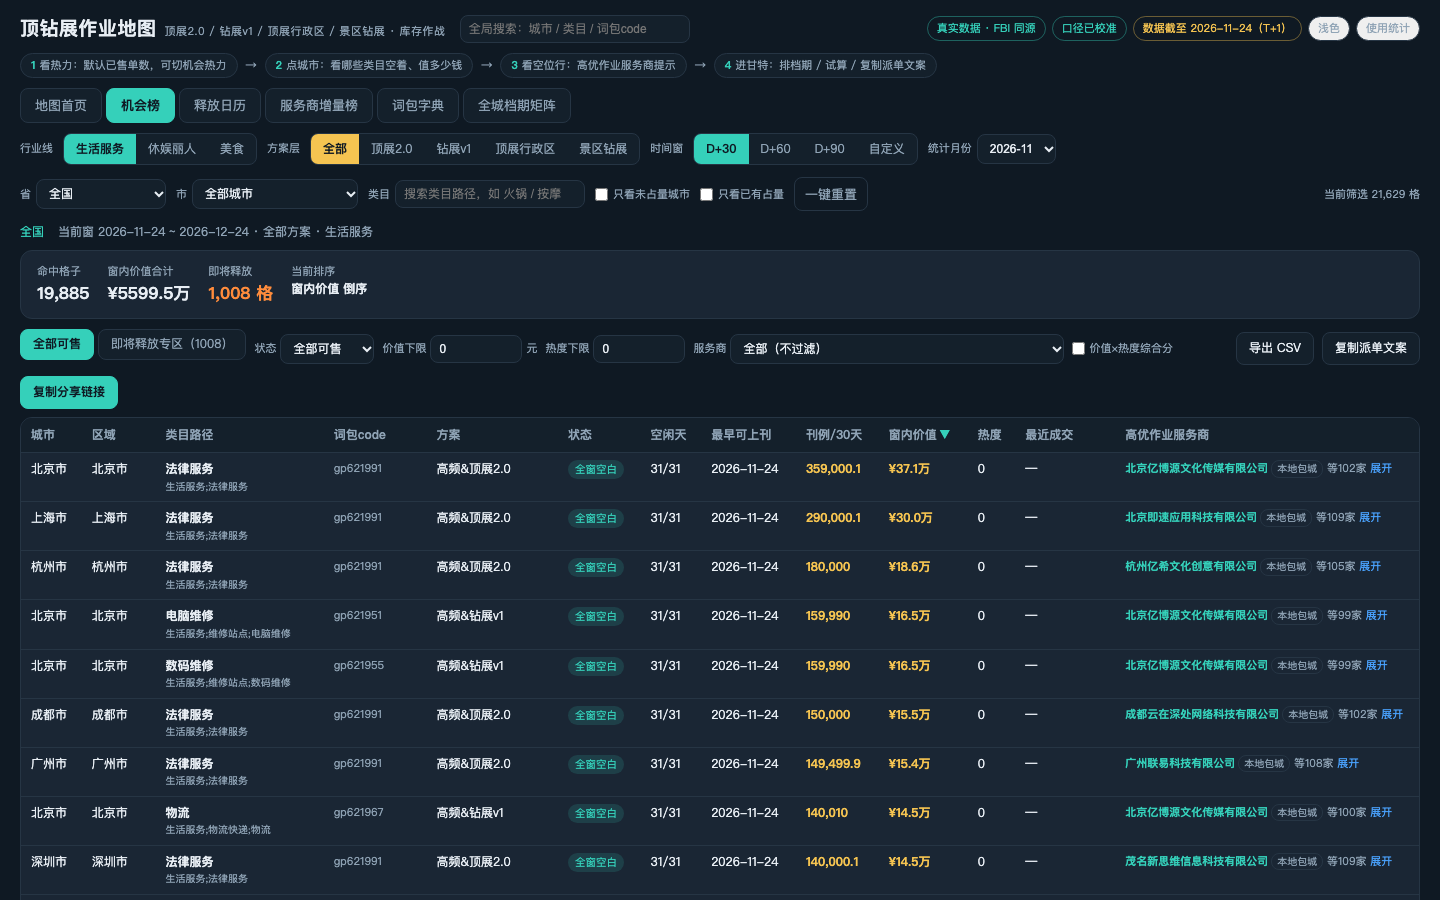 顶钻展作业地图 顶展2.0 / 钻展v1 / 顶展行政区 / 景区钻展 · 库存作战 全局搜索：城市 / 类目 / 词包code 真实数据 · FBI 同源 口径已校准 数据截至 2026-11-24（T+1） 浅色 使用统计
1 看热力：默认已售单数，可切机会热力 → 2 点城市：看哪些类目空着、值多少钱 → 3 看空位行：高优作业服务商提示 → 4 进甘特：排档期 / 试算 / 复制派单文案
地图首页 机会榜 释放日历 服务商增量榜 词包字典 全城档期矩阵
行业线 生活服务 休娱丽人 美食 方案层 全部 顶展2.0 钻展v1 顶展行政区 景区钻展 时间窗 D+30 D+60 D+90 自定义 统计月份 2026-11
省 全国 市 全部城市 类目 搜索类目路径，如 火锅 / 按摩 只看未占量城市 只看已有占量 一键重置 当前筛选 21,629 格
全国 当前窗 2026-11-24 ~ 2026-12-24 · 全部方案 · 生活服务
命中格子 窗内价值合计 即将释放 当前排序
19,885 ¥5599.5万 1,008 格 窗内价值 倒序
全部可售 即将释放专区（1008） 状态 全部可售 价值下限 0 元 热度下限 0 服务商 全部（不过滤） 价值×热度综合分 导出 CSV 复制派单文案
复制分享链接
城市 区域 类目路径 词包code 方案 状态 空闲天 最早可上刊 刊例/30天 窗内价值▼ 热度 最近成交 高优作业服务商
北京市 北京市 法律服务 gp621991 高频&顶展2.0 全窗空白 31/31 2026-11-24 359,000.1 ¥37.1万 0 — 北京亿博源文化传媒有限公司 本地包城 等102家 展开
生活服务;法律服务
上海市 上海市 法律服务 gp621991 高频&顶展2.0 全窗空白 31/31 2026-11-24 290,000.1 ¥30.0万 0 — 北京即速应用科技有限公司 本地包城 等109家 展开
生活服务;法律服务
杭州市 杭州市 法律服务 gp621991 高频&顶展2.0 全窗空白 31/31 2026-11-24 180,000 ¥18.6万 0 — 杭州亿希文化创意有限公司 本地包城 等105家 展开
生活服务;法律服务
北京市 北京市 电脑维修 gp621951 高频&钻展v1 全窗空白 31/31 2026-11-24 159,990 ¥16.5万 0 — 北京亿博源文化传媒有限公司 本地包城 等99家 展开
生活服务;维修站点;电脑维修
北京市 北京市 数码维修 gp621955 高频&钻展v1 全窗空白 31/31 2026-11-24 159,990 ¥16.5万 0 — 北京亿博源文化传媒有限公司 本地包城 等99家 展开
生活服务;维修站点;数码维修
成都市 成都市 法律服务 gp621991 高频&顶展2.0 全窗空白 31/31 2026-11-24 150,000 ¥15.5万 0 — 成都云在深处网络科技有限公司 本地包城 等102家 展开
生活服务;法律服务
广州市 广州市 法律服务 gp621991 高频&顶展2.0 全窗空白 31/31 2026-11-24 149,499.9 ¥15.4万 0 — 广州联易科技有限公司 本地包城 等108家 展开
生活服务;法律服务
北京市 北京市 物流 gp621967 高频&钻展v1 全窗空白 31/31 2026-11-24 140,010 ¥14.5万 0 — 北京亿博源文化传媒有限公司 本地包城 等100家 展开
生活服务;物流快递;物流
深圳市 深圳市 法律服务 gp621991 高频&顶展2.0 全窗空白 31/31 2026-11-24 140,000.1 ¥14.5万 0 — 茂名新思维信息科技有限公司 本地包城 等109家 展开
生活服务;法律服务